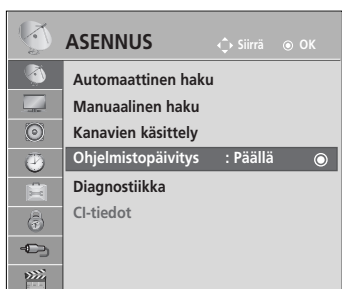 ASENNUS Siirrä OK
Automaattinen haku
Manuaalinen haku
Kanavien käsittely
Ohjelmistopäivitys : Päällä
Diagnostiikka
CI-tiedot